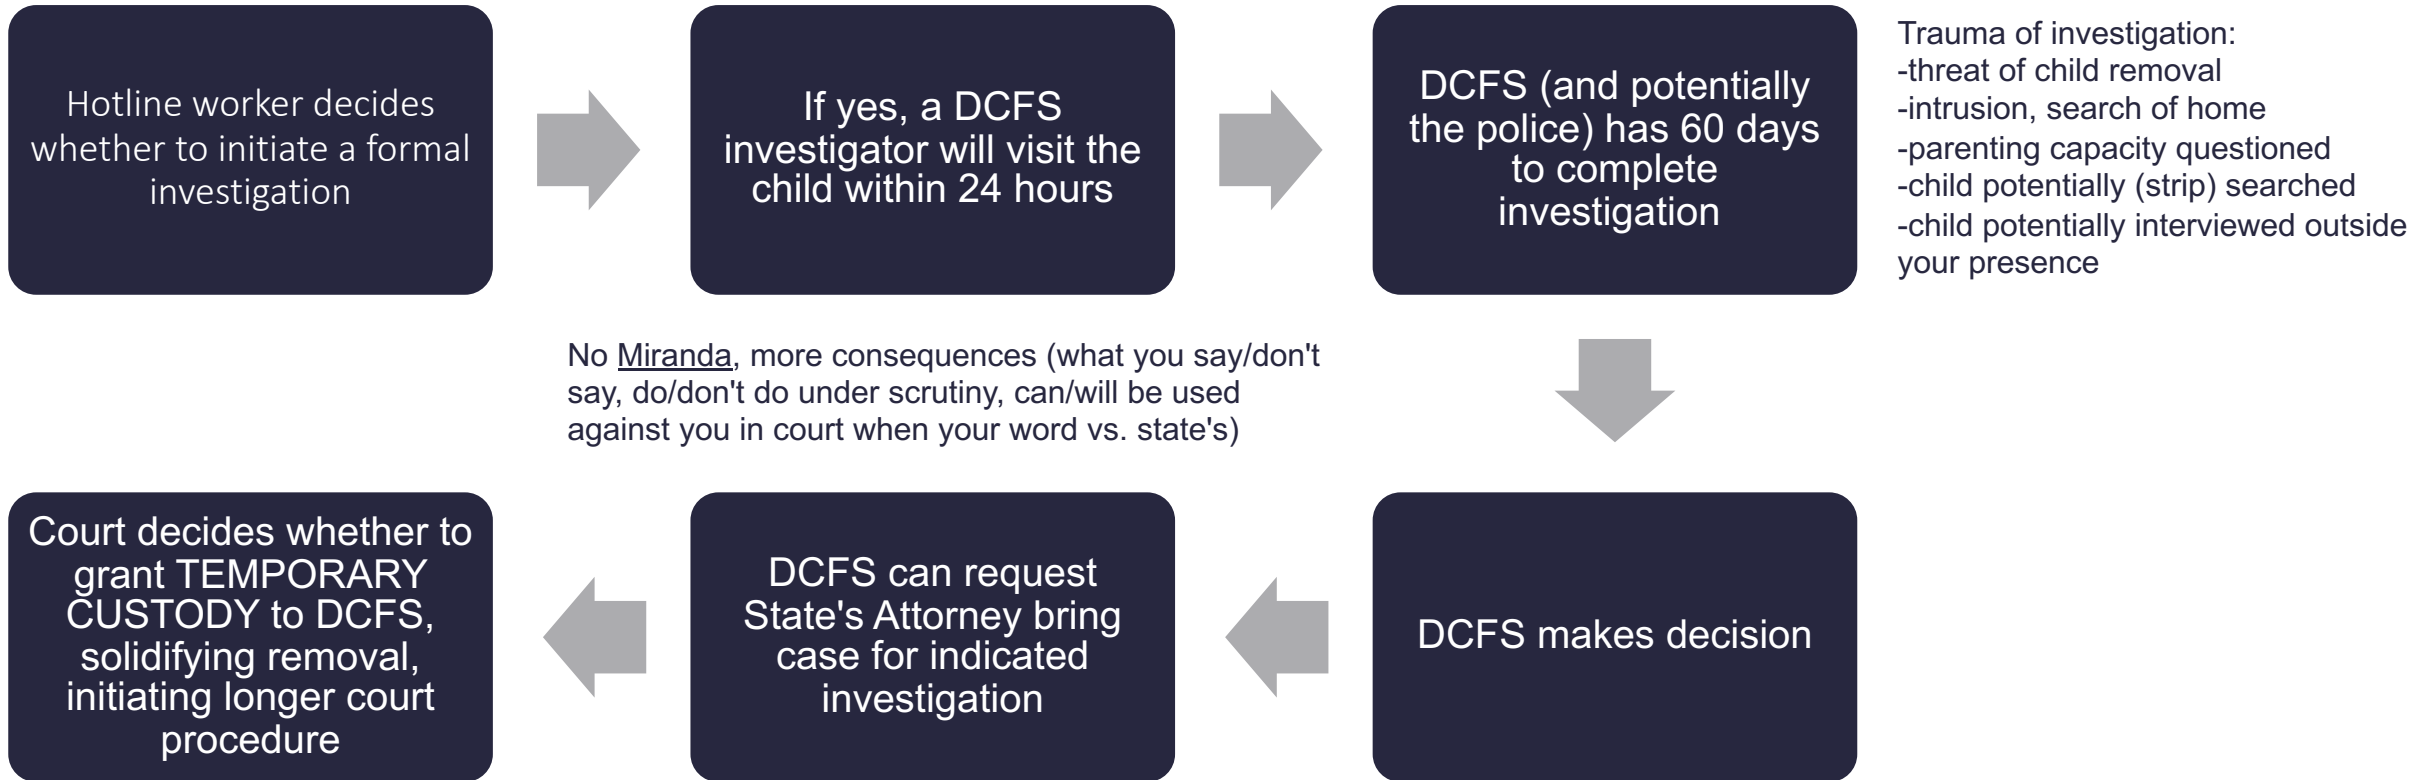 Hotline worker decides
whether to initiate a formal
investigation
If yes, a DCFS
investigator will visit the
child within 24 hours
DCFS (and potentially
the police) has 60 days
to complete
investigation
Trauma of investigation:
-threat of child removal
-intrusion, search of home
-parenting capacity questioned
-child potentially (strip) searched
-child potentially interviewed outside
your presence
No Miranda, more consequences (what you say/don't
say, do/don't do under scrutiny, can/will be used
against you in court when your word vs. state's)
DCFS makes decision
DCFS can request
State's Attorney bring
case for indicated
investigation
Court decides whether to
grant TEMPORARY
CUSTODY to DCFS,
solidifying removal,
initiating longer court
procedure